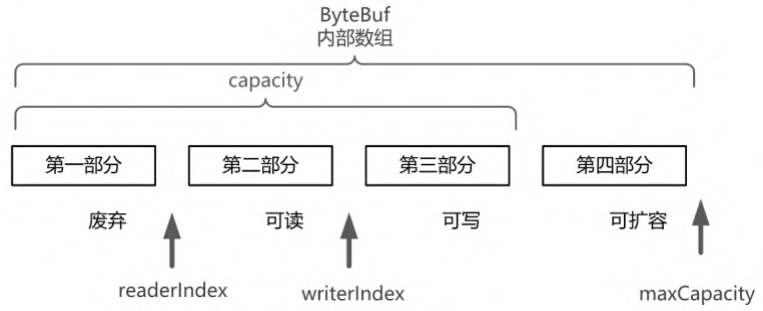 ByteBuf
内部数组
capacity
第一部分 第二部分 第三部分 第四部分
废弃 可读 可写 可扩容
readerIndex writerIndex maxCapacity